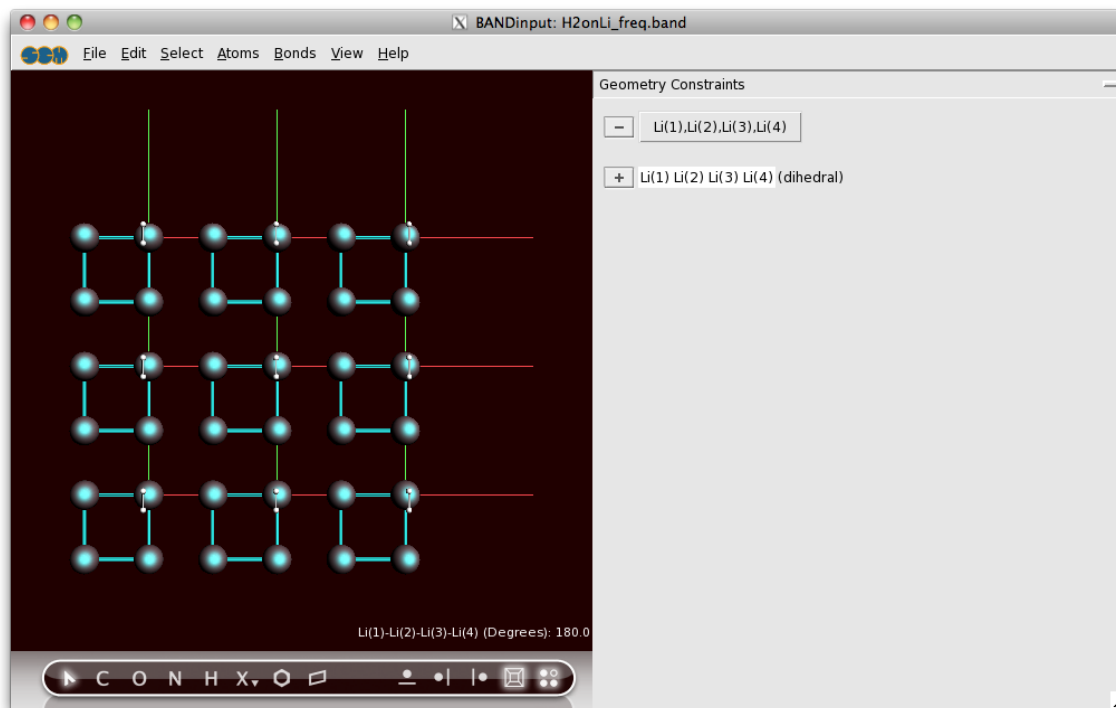 X BANDinput: H2onLi_freq.band
SCM File Edit Select Atoms Bonds View Help
Geometry Constraints
− Li(1),Li(2),Li(3),Li(4)
+ Li(1) Li(2) Li(3) Li(4) (dihedral)
Li(1)-Li(2)-Li(3)-Li(4) (Degrees): 180.0
C O N H X